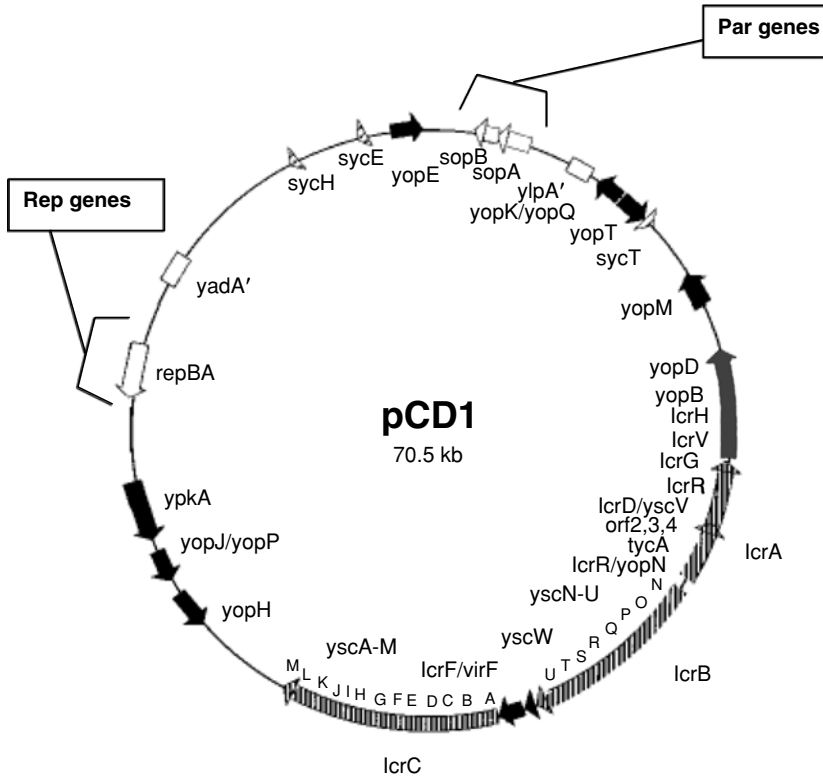 Par genes
Rep genes
sycH
sycE
yopE
sopB
sopA
ylpA′
yopK/yopQ
yopT
sycT
yopM
yadA′
repBA
pCD1
70.5 kb
yopD
yopB
lcrH
lcrV
lcrG
lcrR
lcrD/yscV
orf2,3,4
tycA
lcrR/yopN
lcrA
ypkA
yopJ/yopP
yopH
yscN-U
N
O
P
Q
R
S
T
U
lcrB
yscW
lcrF/virF
yscA-M
M
L
K
J
I
H
G
F
E
D
C
B
A
lcrC